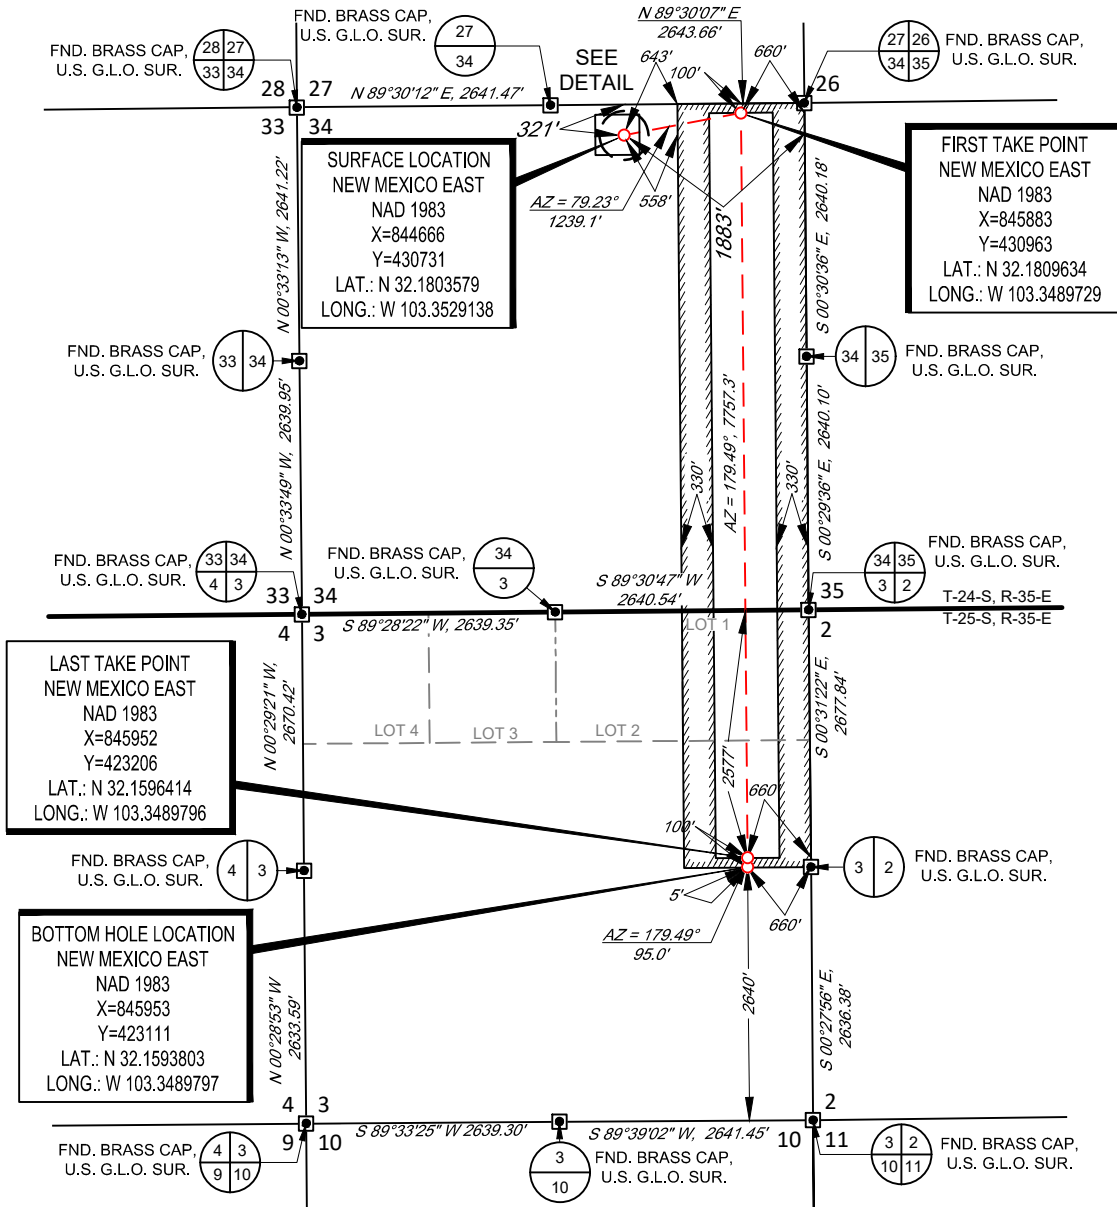 FND. BRASS CAP,
U.S. G.L.O. SUR.
28 27
33 34
FND. BRASS CAP,
U.S. G.L.O. SUR.
27
34
N 89°30'07" E
2643.66'
27 26
34 35
FND. BRASS CAP,
U.S. G.L.O. SUR.
SEE
DETAIL
643'
100'
660'
28 27
33 34
26
N 89°30'12" E, 2641.47'
321'
SURFACE LOCATION
NEW MEXICO EAST
NAD 1983
X=844666
Y=430731
LAT.: N 32.1803579
LONG.: W 103.3529138
AZ = 79.23°
1239.1'
558'
1883'
FIRST TAKE POINT
NEW MEXICO EAST
NAD 1983
X=845883
Y=430963
LAT.: N 32.1809634
LONG.: W 103.3489729
N 00°33'13" W, 2641.22'
S 00°30'36" E, 2640.18'
FND. BRASS CAP,
U.S. G.L.O. SUR.
33 34
34 35
FND. BRASS CAP,
U.S. G.L.O. SUR.
N 00°33'49" W, 2639.95'
330'
AZ = 179.49°, 7757.3'
330'
S 00°29'36" E, 2640.10'
FND. BRASS CAP,
U.S. G.L.O. SUR.
33 34
4 3
FND. BRASS CAP,
U.S. G.L.O. SUR.
34
3
S 89°30'47" W
2640.54'
34 35
3 2
FND. BRASS CAP,
U.S. G.L.O. SUR.
33 34
4 3
35
2
T-24-S, R-35-E
T-25-S, R-35-E
S 89°28'22" W, 2639.35'
LOT 1
LAST TAKE POINT
NEW MEXICO EAST
NAD 1983
X=845952
Y=423206
LAT.: N 32.1596414
LONG.: W 103.3489796
N 00°29'21" W,
2670.42'
LOT 4
LOT 3
LOT 2
2577'
S 00°31'22" E,
2677.84'
660'
100'
FND. BRASS CAP,
U.S. G.L.O. SUR.
4 3
3 2
FND. BRASS CAP,
U.S. G.L.O. SUR.
5'
660'
AZ = 179.49°
95.0'
BOTTOM HOLE LOCATION
NEW MEXICO EAST
NAD 1983
X=845953
Y=423111
LAT.: N 32.1593803
LONG.: W 103.3489797
N 00°28'53" W
2633.59'
2640'
S 00°27'56" E,
2636.38'
4 3
9 10
2
10 11
S 89°33'25" W 2639.30'
S 89°39'02" W, 2641.45'
FND. BRASS CAP,
U.S. G.L.O. SUR.
4 3
9 10
3
10
FND. BRASS CAP,
U.S. G.L.O. SUR.
3 2
10 11
FND. BRASS CAP,
U.S. G.L.O. SUR.